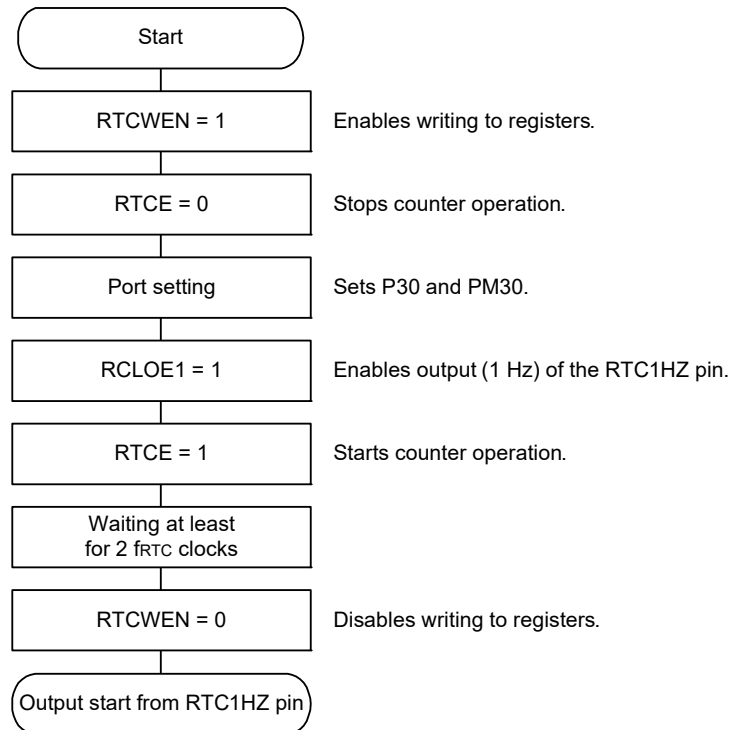 Start
RTCWEN = 1 Enables writing to registers.
RTCE = 0 Stops counter operation.
Port setting Sets P30 and PM30.
RCLOE1 = 1 Enables output (1 Hz) of the RTC1HZ pin.
RTCE = 1 Starts counter operation.
Waiting at least
for 2 fRTC clocks
RTCWEN = 0 Disables writing to registers.
Output start from RTC1HZ pin